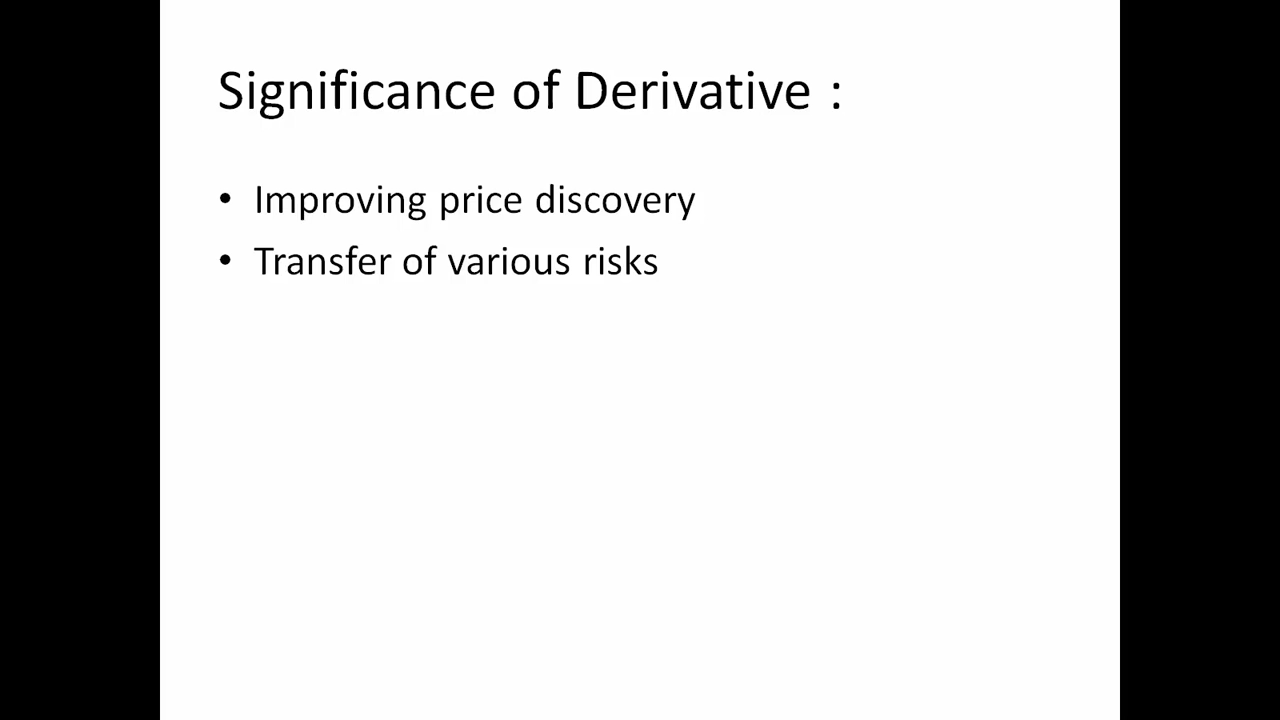 Significance of Derivative :
• Improving price discovery
• Transfer of various risks